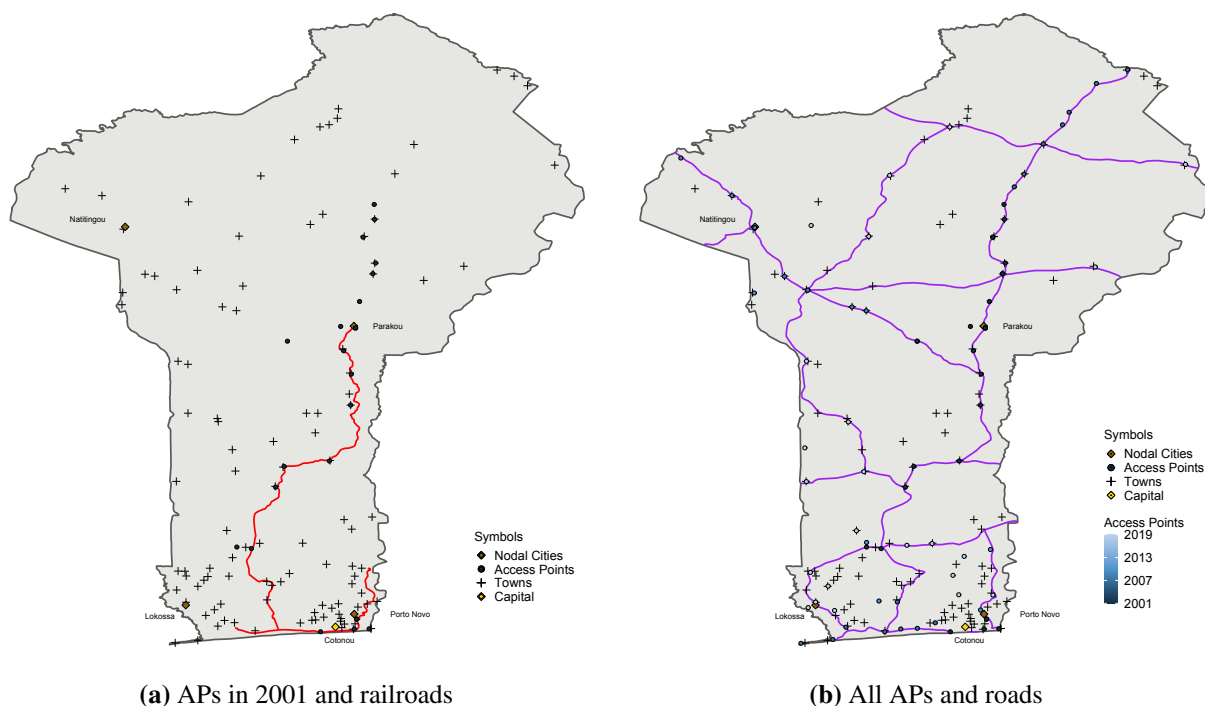 Natitingou
Parakou
Lokossa
Porto Novo
Cotonou
Symbols
Nodal Cities
Access Points
Towns
Capital
(a) APs in 2001 and railroads
Natitingou
Parakou
Lokossa
Porto Novo
Cotonou
Symbols
Nodal Cities
Access Points
Towns
Capital
Access Points
2019
2013
2007
2001
(b) All APs and roads